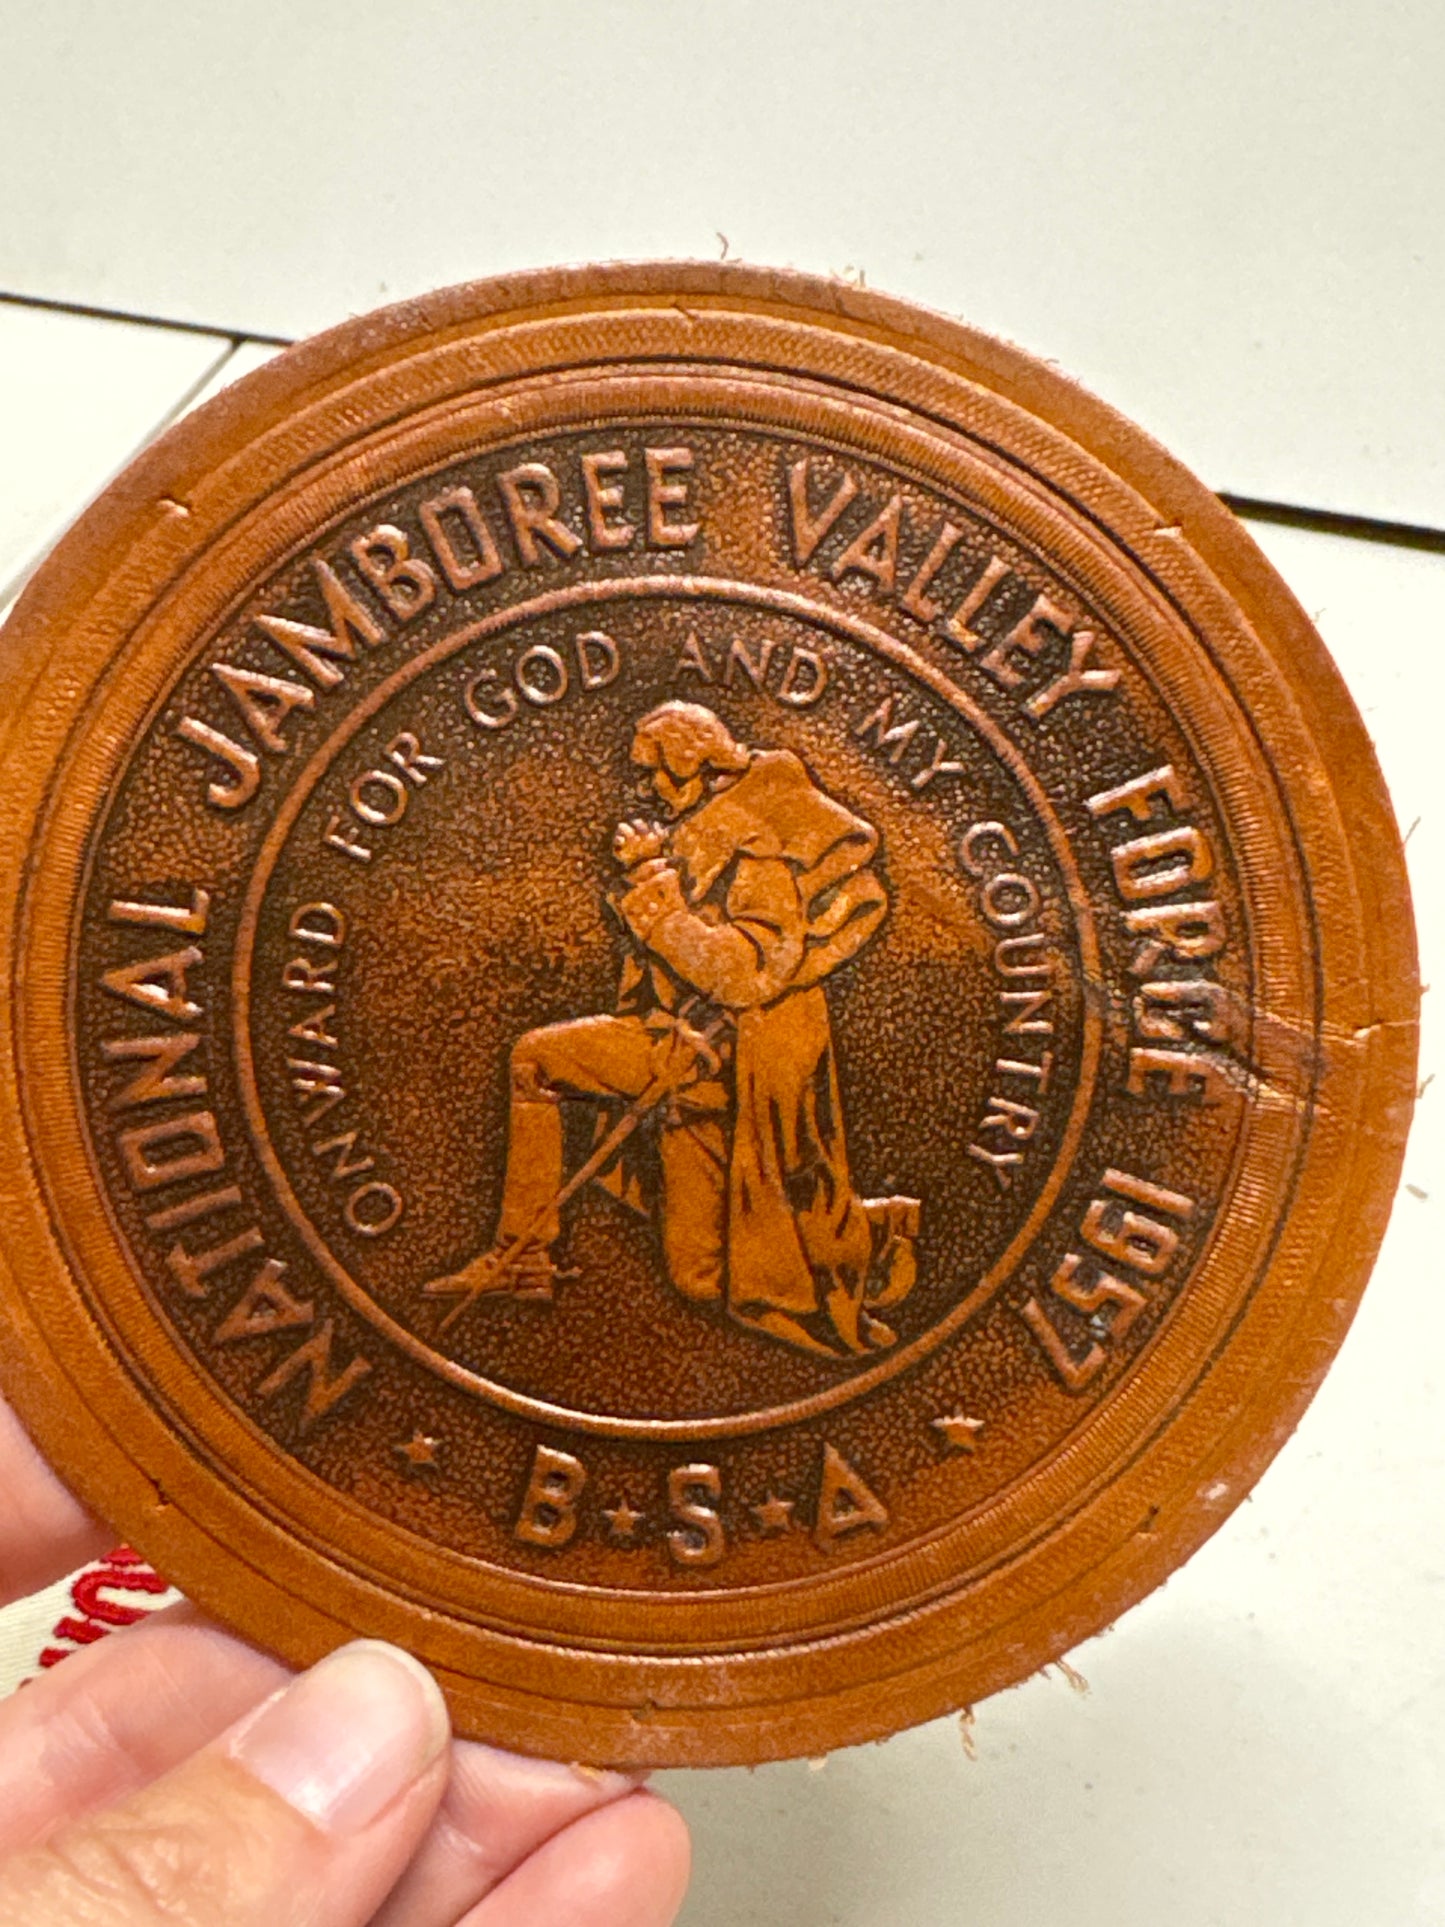 NATIONAL JAMBOREE VALLEY FORGE 1957
ONWARD FOR GOD AND MY COUNTRY
B★S★A